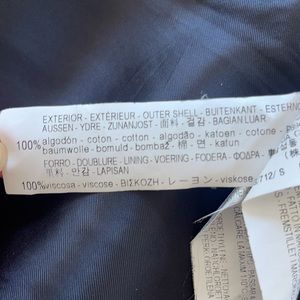 EXTERIOR - EXTÉRIEUR - OUTER SHELL - BUITENKANT - ESTERNO
AUSSEN - YDRE - ZUNANJOST - 面料 - 겉감 - BAGIAN LUAR
100% algodón - coton - cotton - algodão - katoen - cotone -
baumwolle - bomuld - bombaž - 棉 - 면 - katun
FORRO - DOUBLURE - LINING - VOERING - FODERA - ΦΟΔΡΑ -
里料 - 안감 - LAPISAN
100% viscosa - viscose - ΒΙΣΚΟΖΗ - レーヨン - viskose - 712/ S